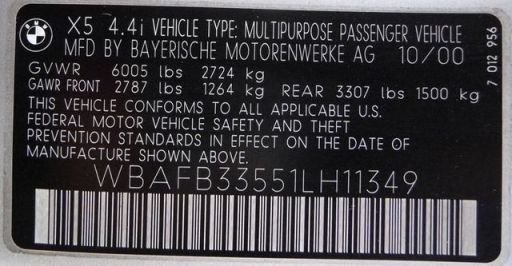 BMW
X5 4.4i VEHICLE TYPE: MULTIPURPOSE PASSENGER VEHICLE
MFD BY BAYERISCHE MOTORENWERKE AG 10/00
GVWR 6005 lbs 2724 kg
GAWR FRONT 2787 lbs 1264 kg REAR 3307 lbs 1500 kg
THIS VEHICLE CONFORMS TO ALL APPLICABLE U.S.
FEDERAL MOTOR VEHICLE SAFETY AND THEFT
PREVENTION STANDARDS IN EFFECT ON THE DATE OF
MANUFACTURE SHOWN ABOVE.
WBAFB33551LH11349
7 012 956